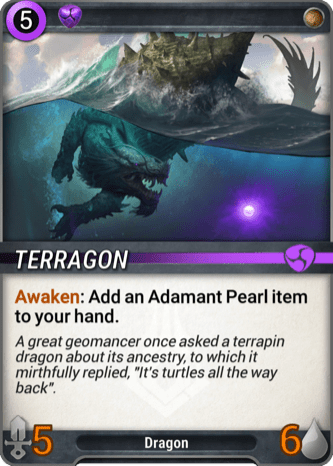 5
TERRAGON
Awaken: Add an Adamant Pearl item
to your hand.
A great geomancer once asked a terrapin
dragon about its ancestry, to which it
mirthfully replied, "It's turtles all the way
back".
5
Dragon
6